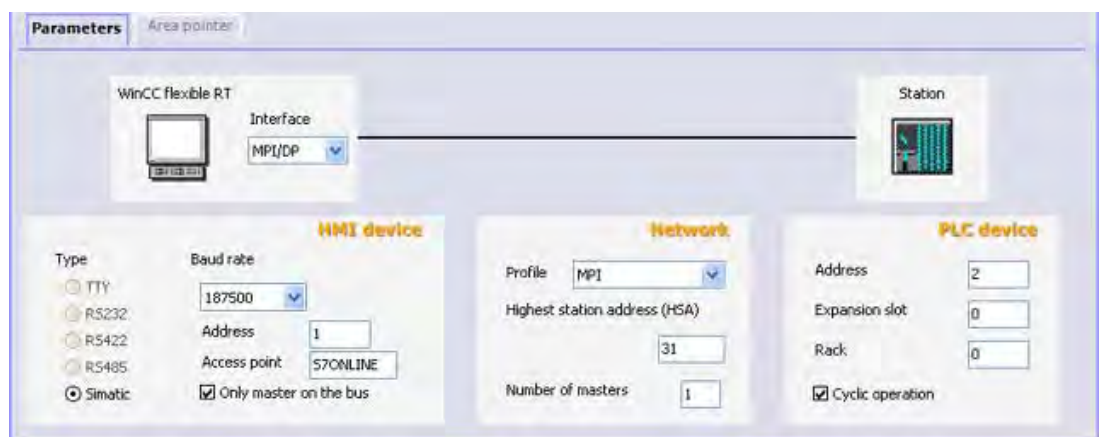 Parameters Area pointer
WinCC flexible RT
Interface
MPI/DP
Station
HMI device
Type Baud rate
TTY
187500
RS232
Address 1
RS422
Access point S7ONLINE
RS485
Simatic Only master on the bus
Network
Profile MPI
Highest station address (HSA)
31
Number of masters 1
PLC device
Address 2
Expansion slot 0
Rack 0
Cyclic operation